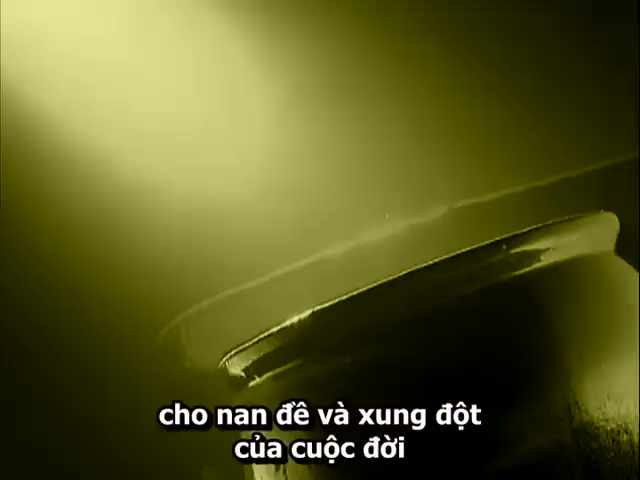 cho nan đề và xung đột
của cuộc đời